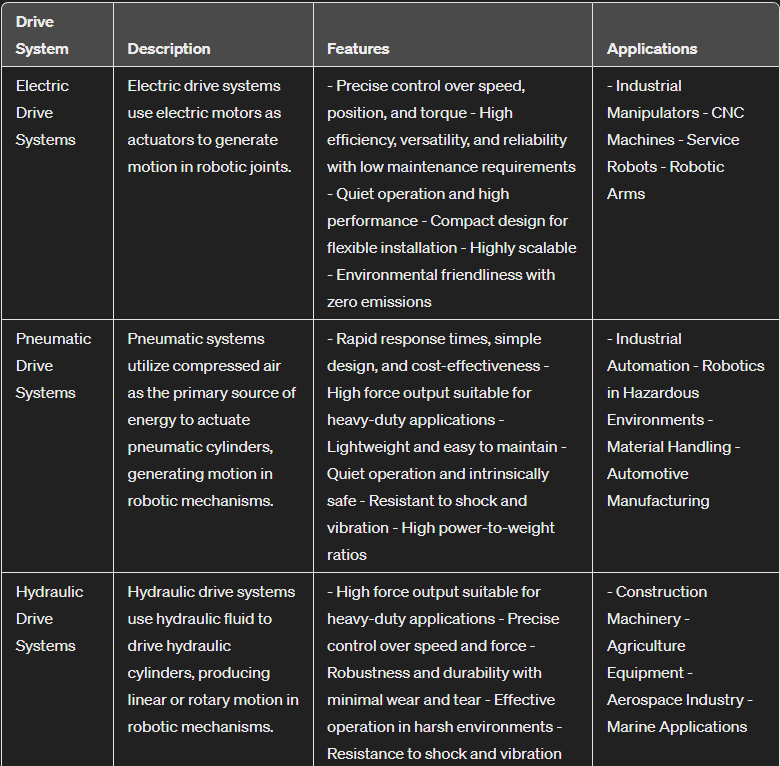 Drive
System
Description
Features
Applications
Electric
Drive
Systems
Electric drive systems
use electric motors as
actuators to generate
motion in robotic joints.
- Precise control over speed,
position, and torque - High
efficiency, versatility, and reliability
with low maintenance requirements
- Quiet operation and high
performance - Compact design for
flexible installation - Highly scalable
- Environmental friendliness with
zero emissions
- Industrial
Manipulators - CNC
Machines - Service
Robots - Robotic
Arms
Pneumatic
Drive
Systems
Pneumatic systems
utilize compressed air
as the primary source of
energy to actuate
pneumatic cylinders,
generating motion in
robotic mechanisms.
- Rapid response times, simple
design, and cost-effectiveness -
High force output suitable for
heavy-duty applications -
Lightweight and easy to maintain -
Quiet operation and intrinsically
safe - Resistant to shock and
vibration - High power-to-weight
ratios
- Industrial
Automation - Robotics
in Hazardous
Environments -
Material Handling -
Automotive
Manufacturing
Hydraulic
Drive
Systems
Hydraulic drive systems
use hydraulic fluid to
drive hydraulic
cylinders, producing
linear or rotary motion in
robotic mechanisms.
- High force output suitable for
heavy-duty applications - Precise
control over speed and force -
Robustness and durability with
minimal wear and tear - Effective
operation in harsh environments -
Resistance to shock and vibration
- Construction
Machinery -
Agriculture
Equipment -
Aerospace Industry -
Marine Applications